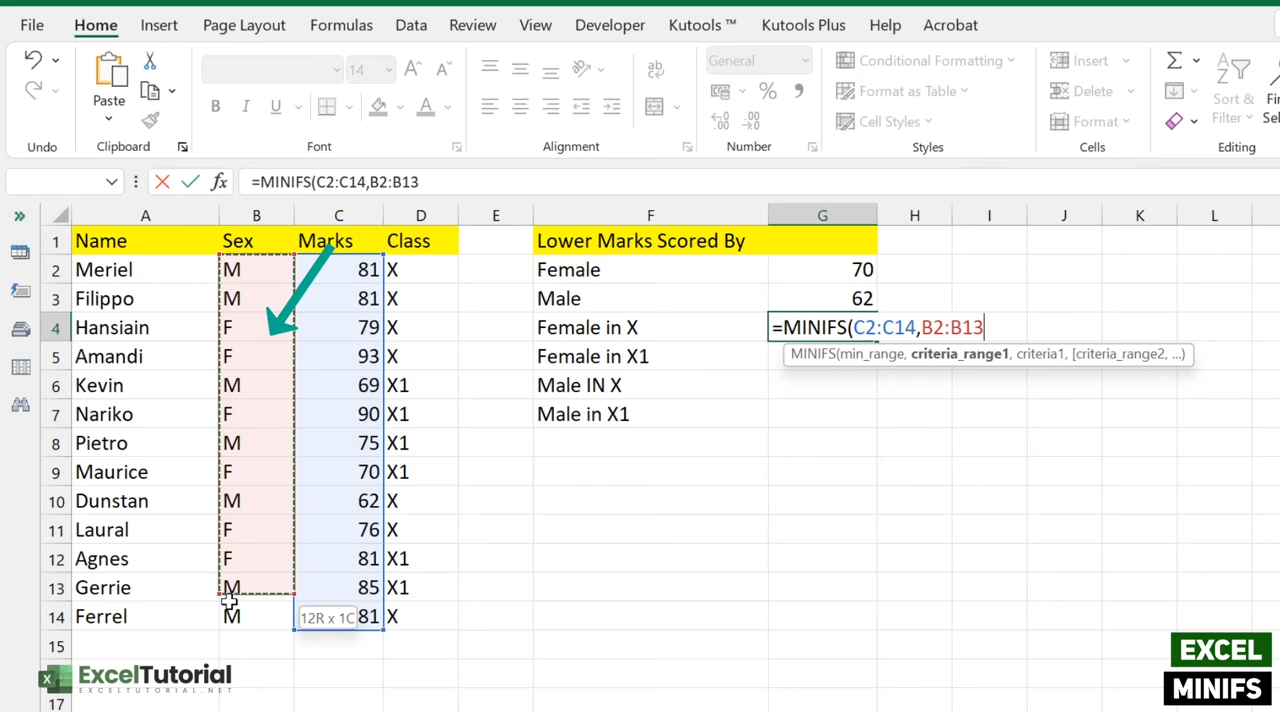 File Home Insert Page Layout Formulas Data Review View Developer Kutools ™ Kutools Plus Help Acrobat
14 A^ A˅ ab General Conditional Formatting Insert Σ
Paste B I U A % 9 Format as Table Delete Sort &
Filter
Cell Styles Format
Undo Clipboard Font Alignment Number Styles Cells Editing
fx =MINIFS(C2:C14,B2:B13
A B C D E F G H I J K L
1 Name Sex Marks Class Lower Marks Scored By
2 Meriel M 81 X Female 70
3 Filippo M 81 X Male 62
4 Hansiain F 79 X Female in X =MINIFS(C2:C14,B2:B13
5 Amandi F 93 X Female in X1 MINIFS(min_range, criteria_range1, criteria1, [criteria_range2, ...)
6 Kevin M 69 X1 Male IN X
7 Nariko F 90 X1 Male in X1
8 Pietro M 75 X1
9 Maurice F 70 X1
10 Dunstan M 62 X
11 Laural F 76 X
12 Agnes F 81 X1
13 Gerrie M 85 X1
14 Ferrel M 12R x 1C 81 X
15
16
17
X ExcelTutorial
EXCELTUTORIAL.NET
EXCEL
MINIFS